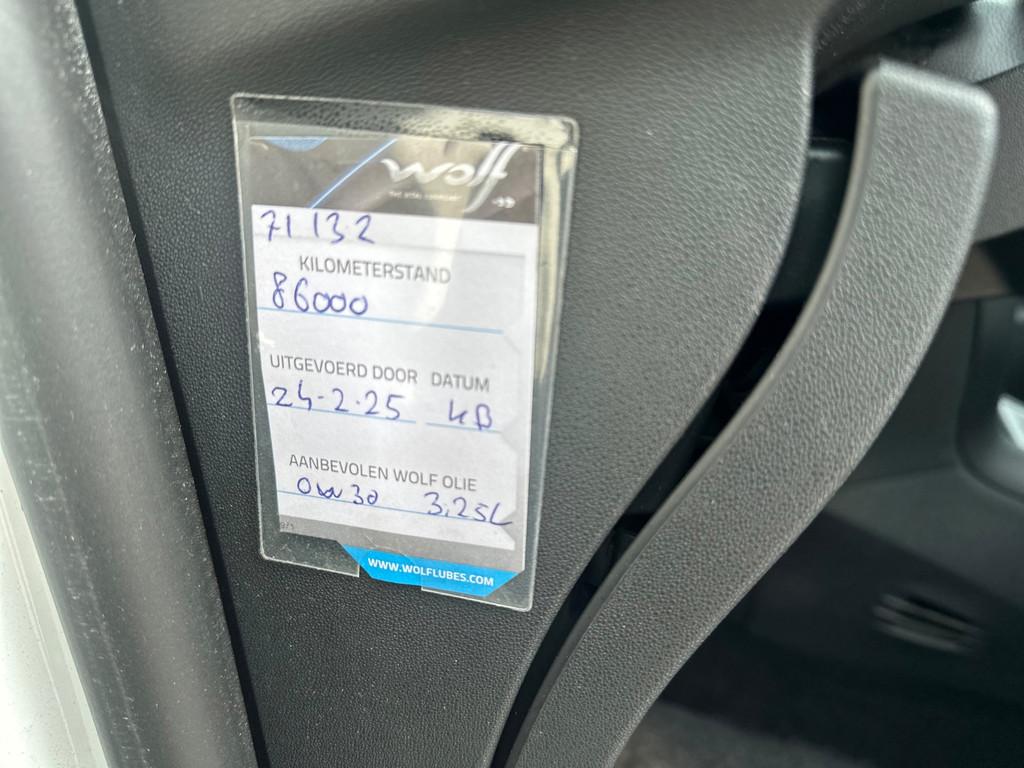 wolf
71 132
KILOMETERSTAND
86000
UITGEVOERD DOOR DATUM
24-2-25 KB
AANBEVOLEN WOLF OLIE
0w30 3,25L
WWW.WOLFLUBES.COM